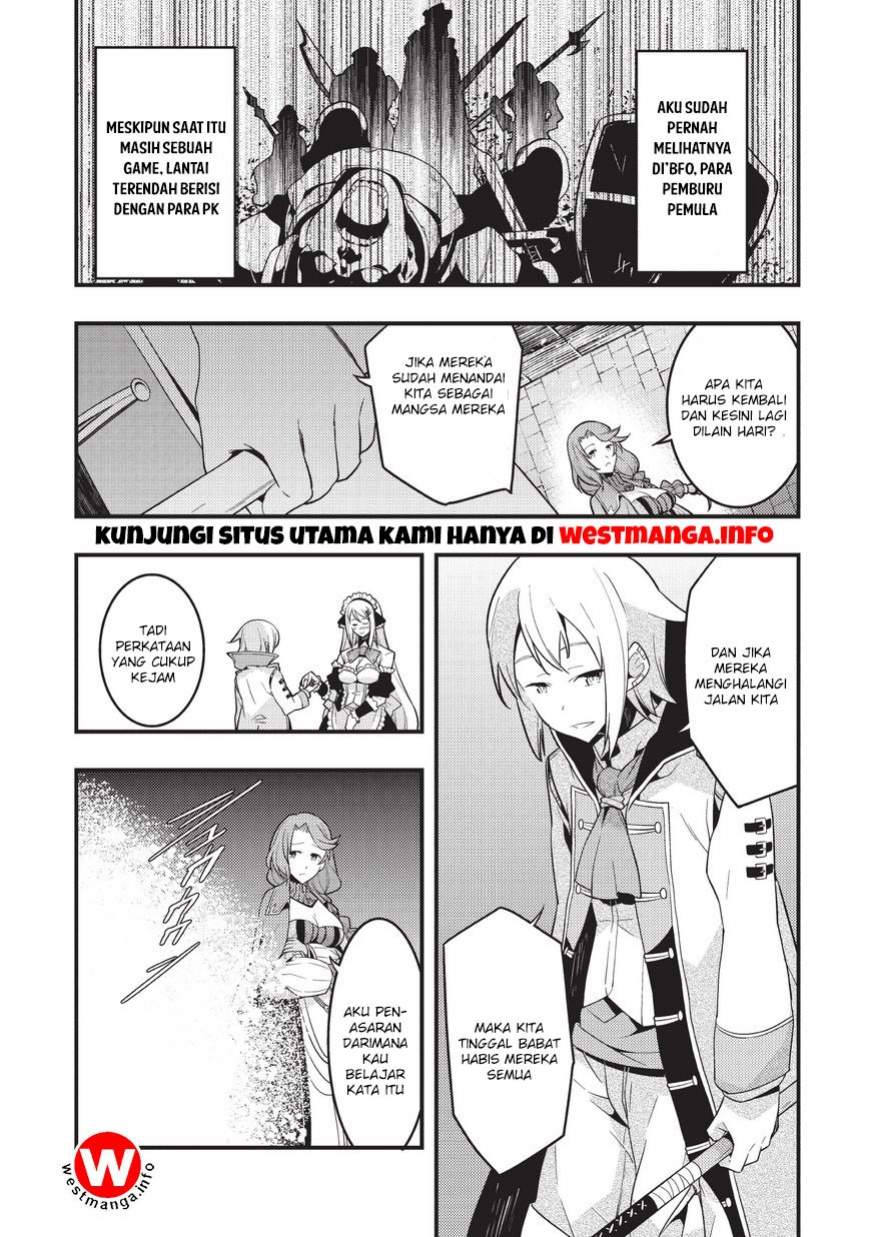 AKU SUDAH
PERNAH
MELIHATNYA
DI'BFO, PARA
PEMBURU
PEMULA
MESKIPUN SAAT ITU
MASIH SEBUAH
GAME, LANTAI
TERENDAH BERISI
DENGAN PARA PK
APA KITA
HARUS KEMBALI
DAN KESINI LAGI
DILAIN HARI?
JIKA MEREKA
SUDAH MENANDAI
KITA SEBAGAI
MANGSA MEREKA
KUNJUNGI SITUS UTAMA KAMI HANYA DI WESTMANGA.INFO
DAN JIKA
MEREKA
MENGHALANGI
JALAN KITA
MAKA KITA
TINGGAL BABAT
HABIS MEREKA
SEMUA
TADI
PERKATAAN
YANG CUKUP
KEJAM
AKU PEN-
ASARAN
DARIMANA
KAU
BELAJAR
KATA ITU
W
westmanga.info